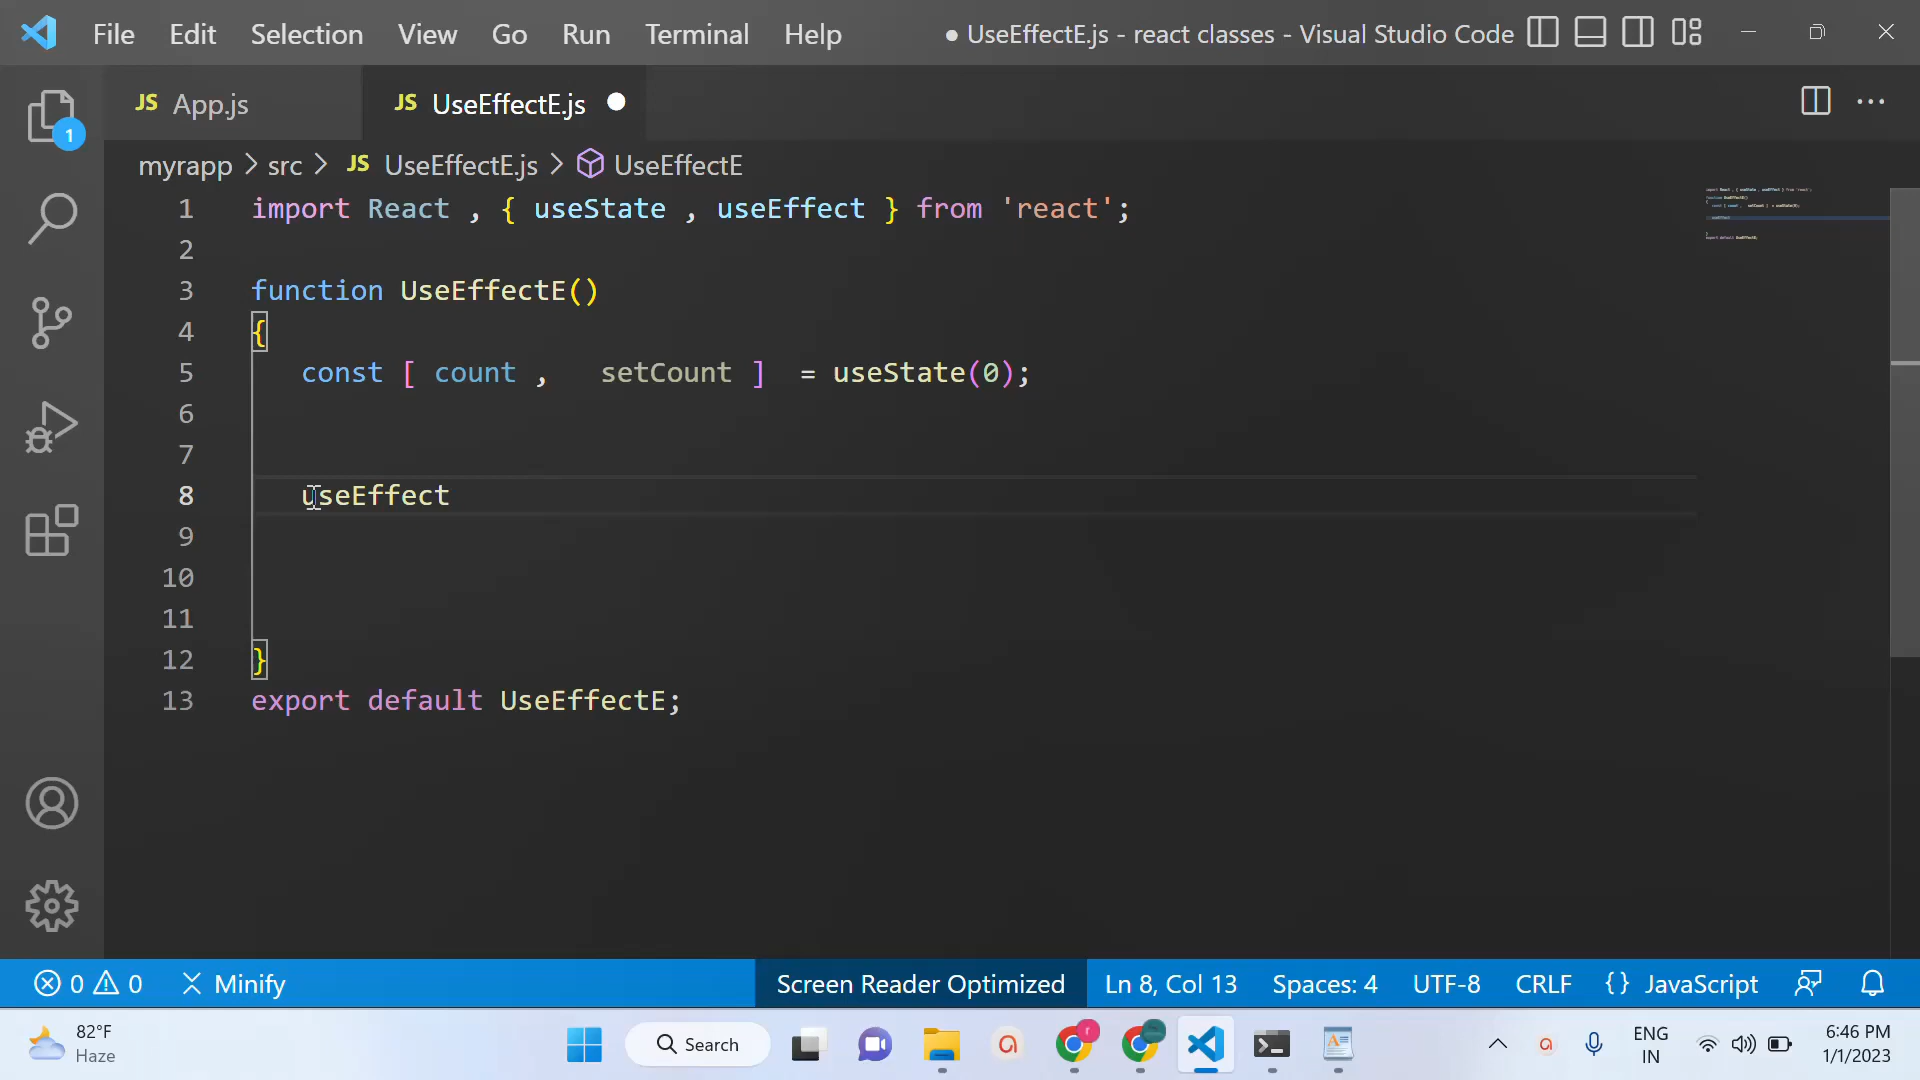 File Edit Selection View Go Run Terminal Help ● UseEffectE.js - react classes - Visual Studio Code
JS App.js JS UseEffectE.js
1
myrapp > src > JS UseEffectE.js > UseEffectE
1 import React , { useState , useEffect } from 'react';
2
3 function UseEffectE()
4 {
5 const [ count , setCount ] = useState(0);
6
7
8 useEffect
9
10
11
12 }
13 export default UseEffectE;
0 0 Minify Screen Reader Optimized Ln 8, Col 13 Spaces: 4 UTF-8 CRLF {} JavaScript
82°F
Haze
Search
ENG
IN
6:46 PM
1/1/2023